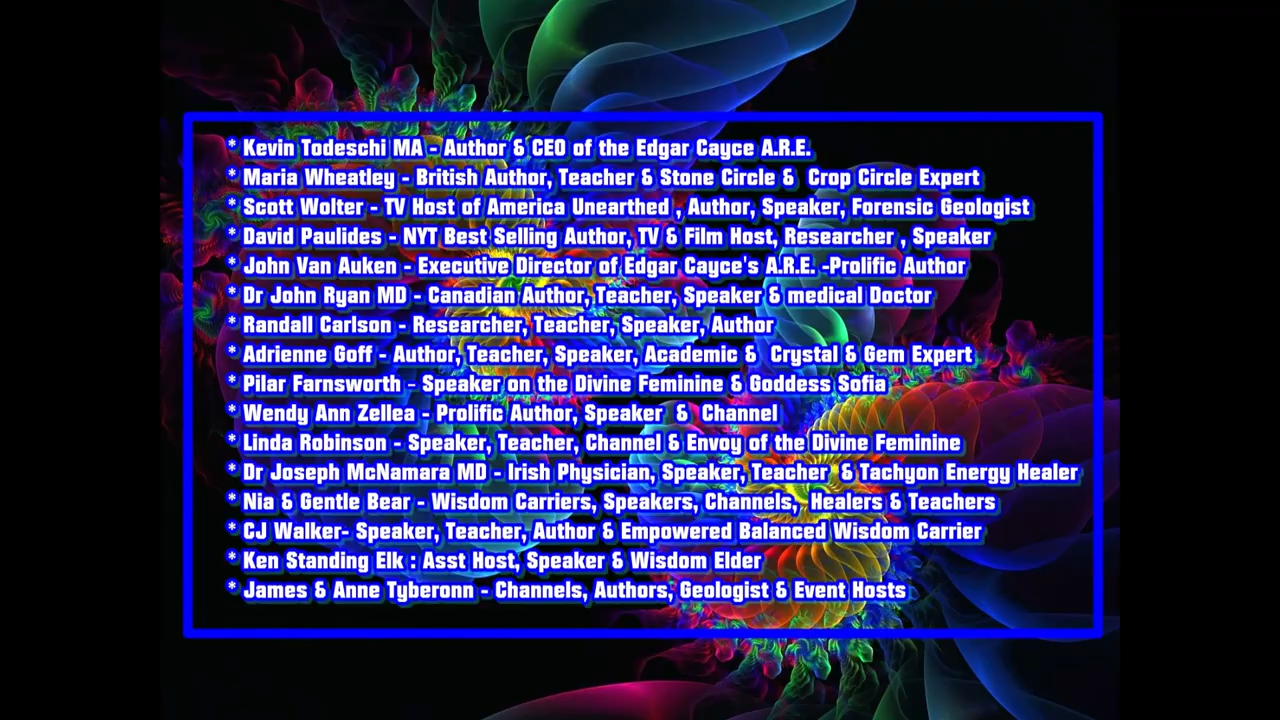 * Kevin Todeschi MA - Author & CEO of the Edgar Cayce A.R.E.
* Maria Wheatley - British Author, Teacher & Stone Circle & Crop Circle Expert
* Scott Wolter - TV Host of America Unearthed , Author, Speaker, Forensic Geologist
* David Paulides - NYT Best Selling Author, TV & Film Host, Researcher , Speaker
* John Van Auken - Executive Director of Edgar Cayce's A.R.E. -Prolific Author
* Dr John Ryan MD - Canadian Author, Teacher, Speaker & medical Doctor
* Randall Carlson - Researcher, Teacher, Speaker, Author
* Adrienne Goff - Author, Teacher, Speaker, Academic & Crystal & Gem Expert
* Pilar Farnsworth - Speaker on the Divine Feminine & Goddess Sofia
* Wendy Ann Zellea - Prolific Author, Speaker & Channel
* Linda Robinson - Speaker, Teacher, Channel & Envoy of the Divine Feminine
* Dr Joseph McNamara MD - Irish Physician, Speaker, Teacher & Tachyon Energy Healer
* Nia & Gentle Bear - Wisdom Carriers, Speakers, Channels, Healers & Teachers
* CJ Walker- Speaker, Teacher, Author & Empowered Balanced Wisdom Carrier
* Ken Standing Elk : Asst Host, Speaker & Wisdom Elder
* James & Anne Tyberonn - Channels, Authors, Geologist & Event Hosts